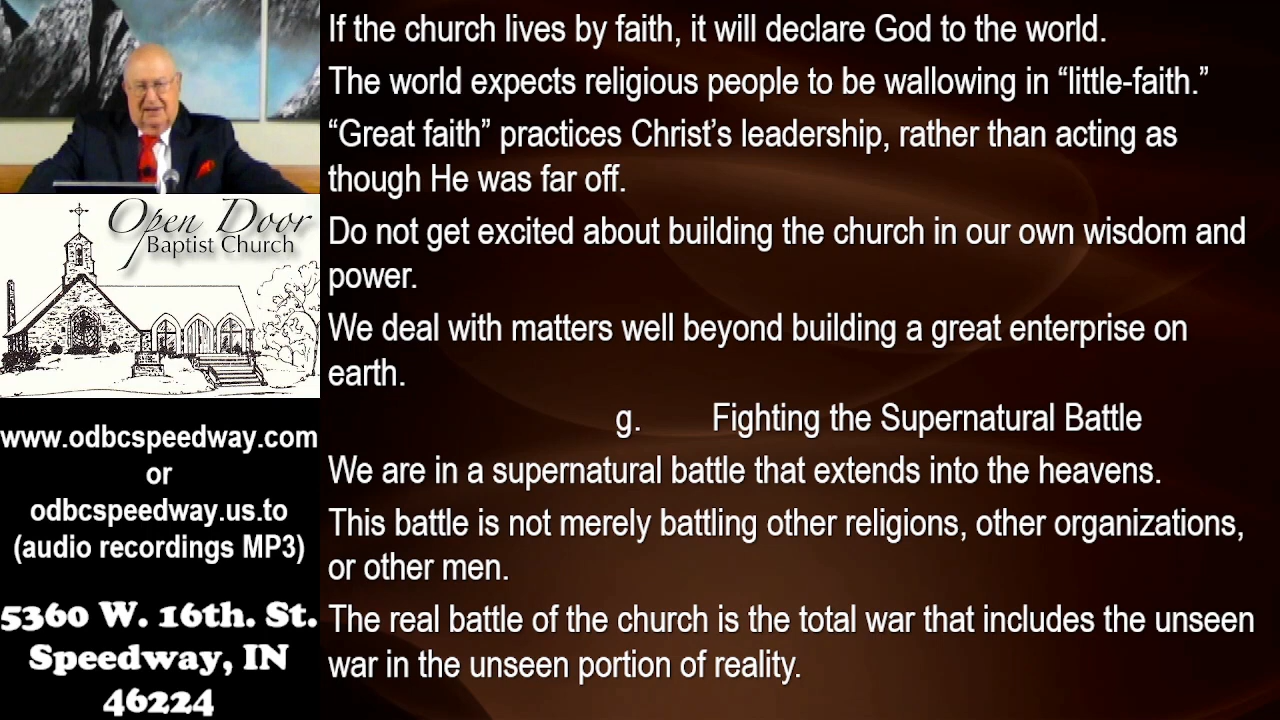 Open Door
Baptist Church
www.odbcspeedway.com
or
odbcspeedway.us.to
(audio recordings MP3)
5360 W. 16th. St.
Speedway, IN
46224
If the church lives by faith, it will declare God to the world.
The world expects religious people to be wallowing in “little-faith.”
“Great faith” practices Christ’s leadership, rather than acting as
though He was far off.
Do not get excited about building the church in our own wisdom and
power.
We deal with matters well beyond building a great enterprise on
earth.
g. Fighting the Supernatural Battle
We are in a supernatural battle that extends into the heavens.
This battle is not merely battling other religions, other organizations,
or other men.
The real battle of the church is the total war that includes the unseen
war in the unseen portion of reality.